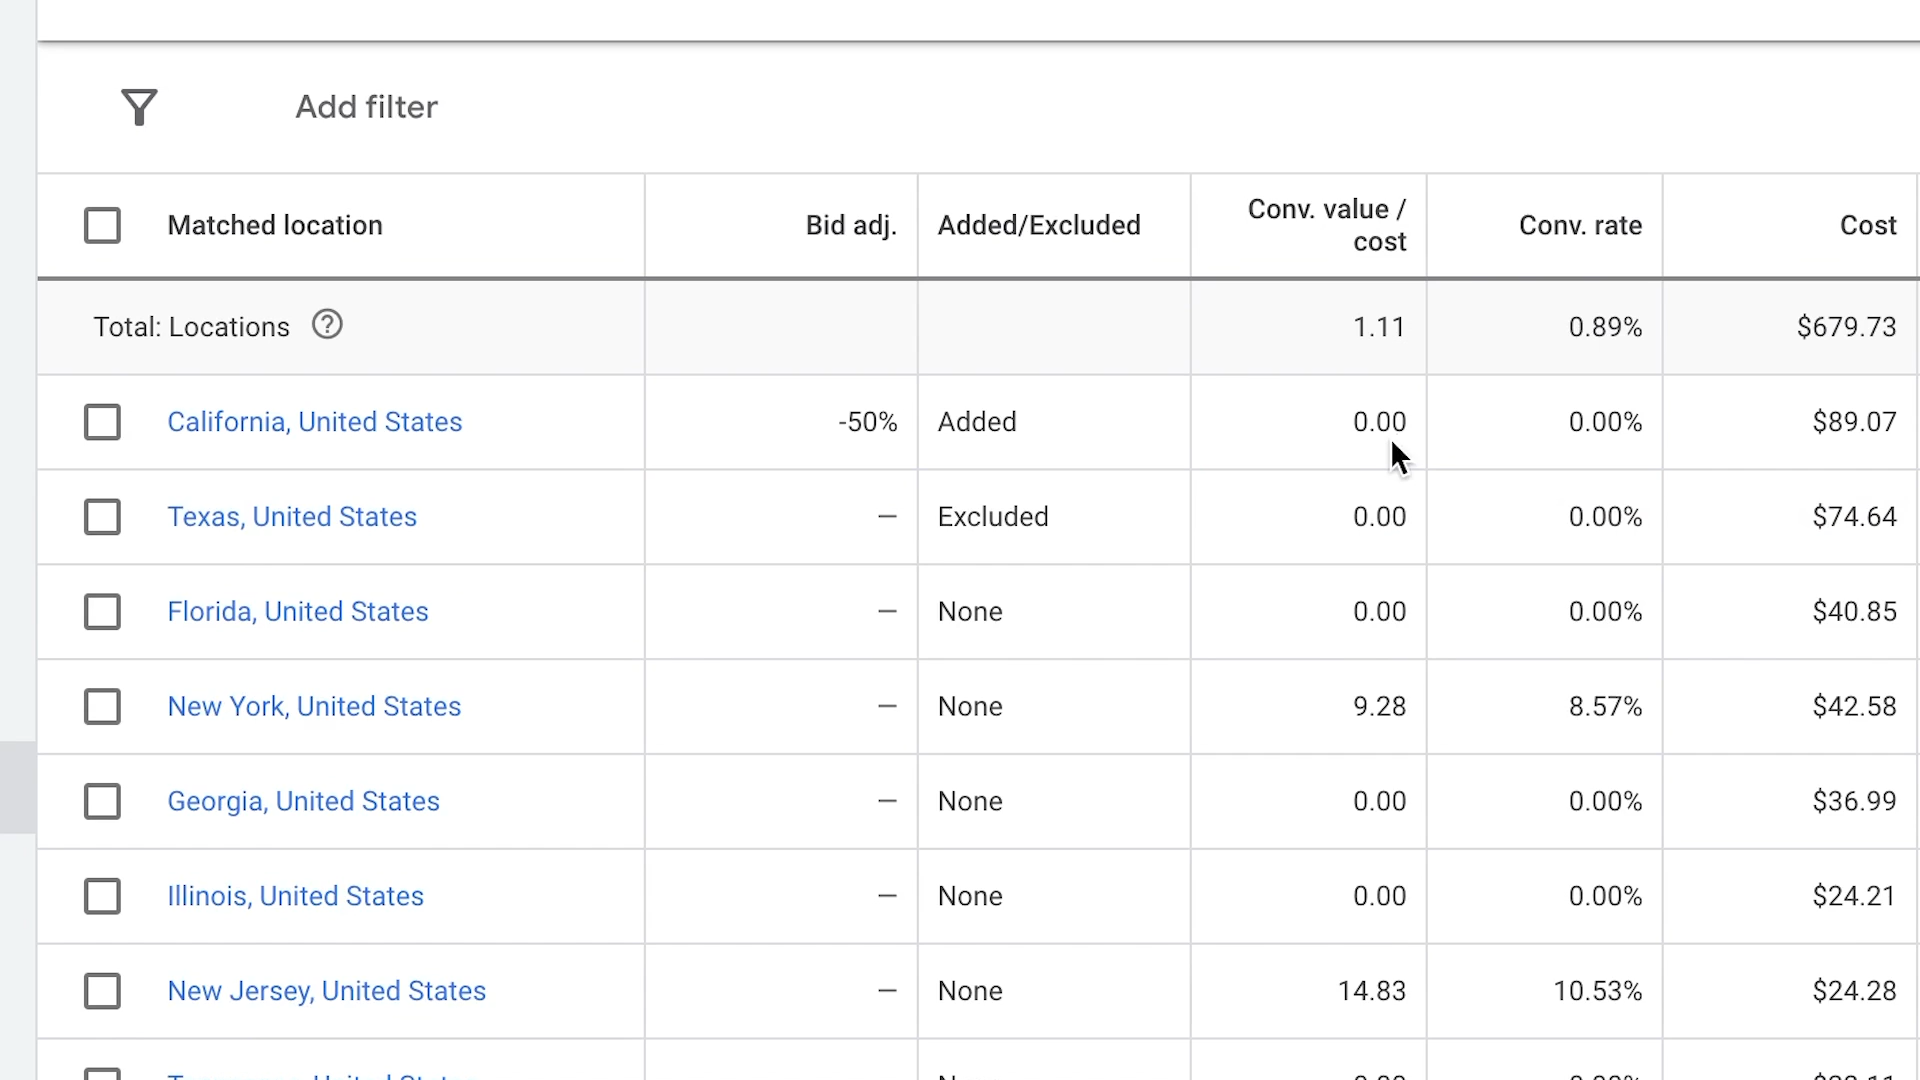 Add filter
Matched location Bid adj. Added/Excluded Conv. value / cost Conv. rate Cost
Total: Locations 1.11 0.89% $679.73
California, United States -50% Added 0.00 0.00% $89.07
Texas, United States — Excluded 0.00 0.00% $74.64
Florida, United States — None 0.00 0.00% $40.85
New York, United States — None 9.28 8.57% $42.58
Georgia, United States — None 0.00 0.00% $36.99
Illinois, United States — None 0.00 0.00% $24.21
New Jersey, United States — None 14.83 10.53% $24.28